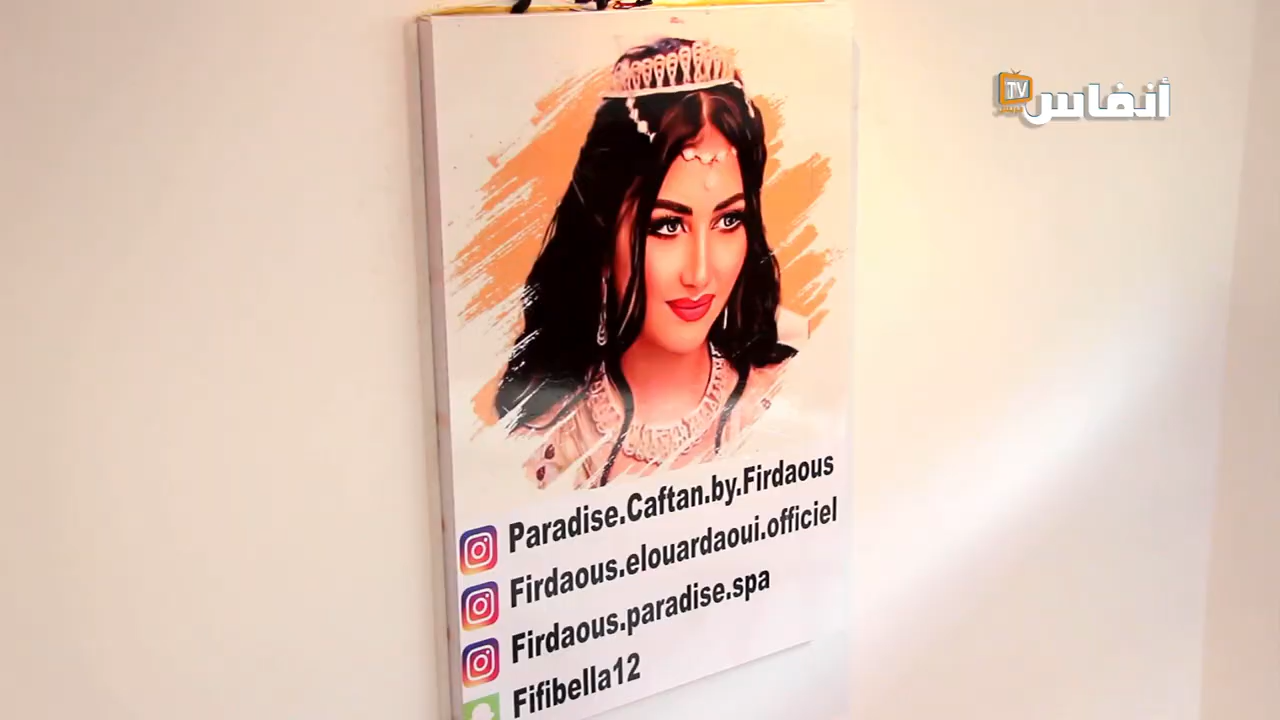 TV أنفاس
Paradise.Caftan.by.Firdaous
Firdaous.elouardaoui.officiel
Firdaous.paradise.spa
Fifibella12